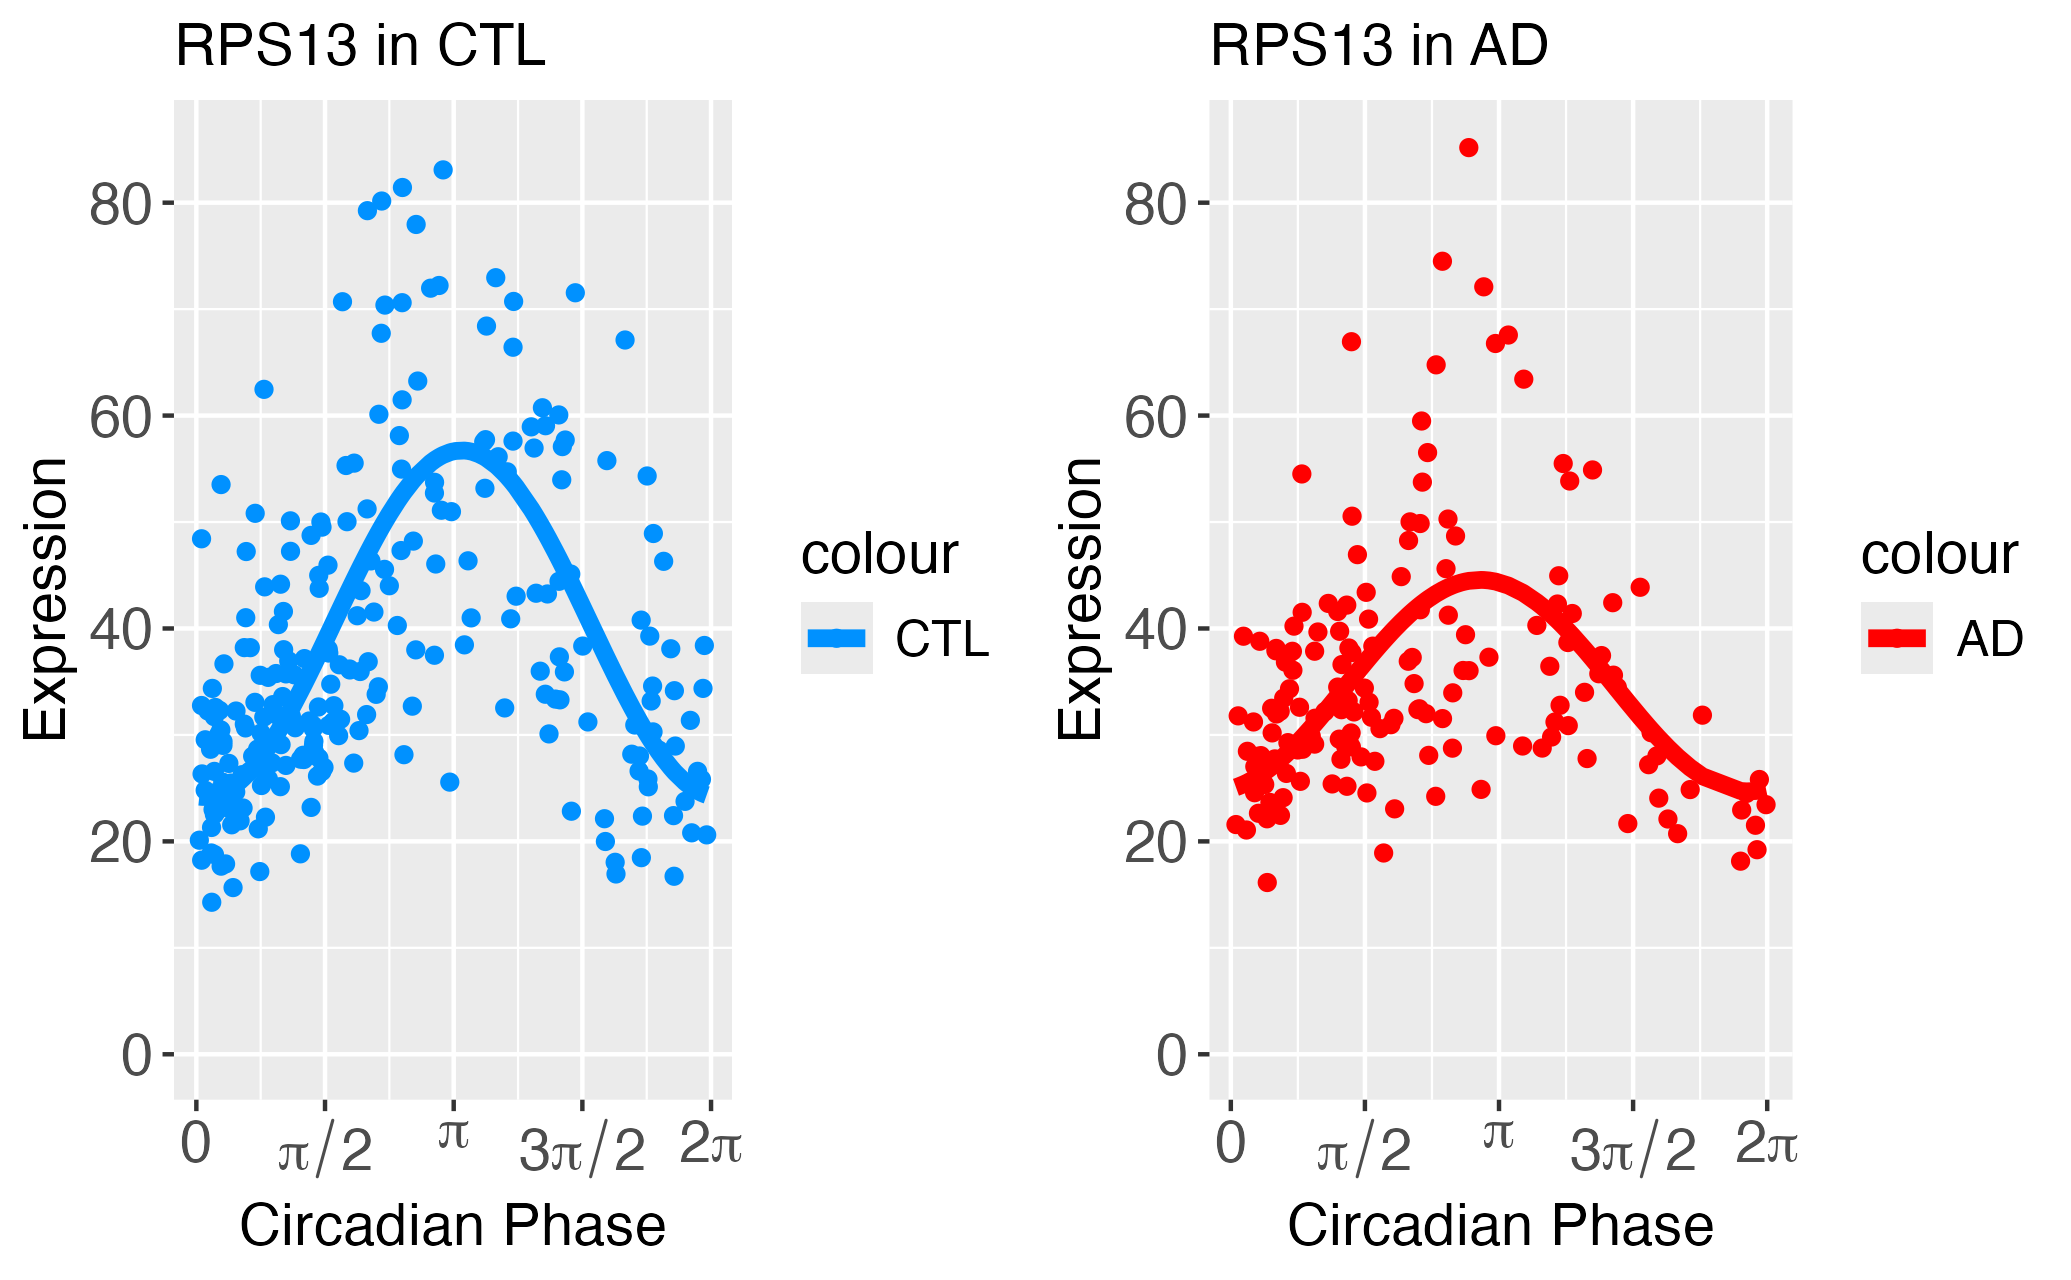 RPS13 in CTL
Expression
80
60
40
20
0
0 π/2 π 3π/2 2π
Circadian Phase
colour
CTL
RPS13 in AD
Expression
80
60
40
20
0
0 π/2 π 3π/2 2π
Circadian Phase
colour
AD